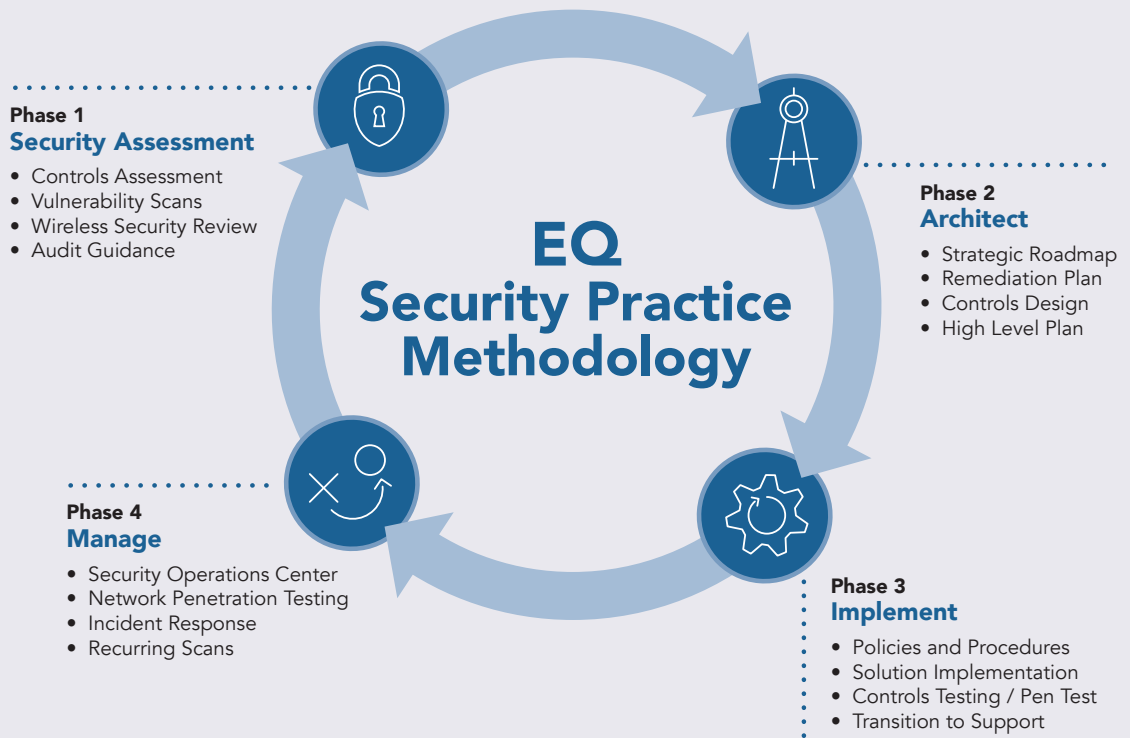 Phase 1
Security Assessment
• Controls Assessment
• Vulnerability Scans
• Wireless Security Review
• Audit Guidance
EQ
Security Practice
Methodology
Phase 2
Architect
• Strategic Roadmap
• Remediation Plan
• Controls Design
• High Level Plan
Phase 3
Implement
• Policies and Procedures
• Solution Implementation
• Controls Testing / Pen Test
• Transition to Support
Phase 4
Manage
• Security Operations Center
• Network Penetration Testing
• Incident Response
• Recurring Scans